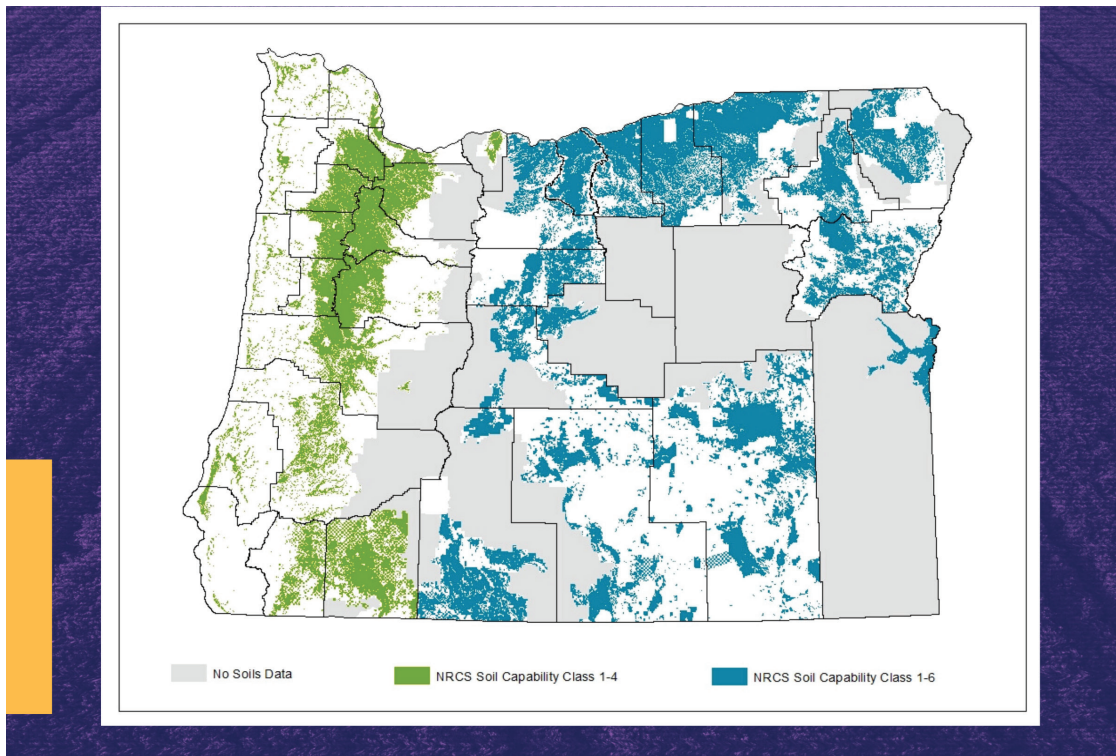 No Soils Data
NRCS Soil Capability Class 1-4
NRCS Soil Capability Class 1-6